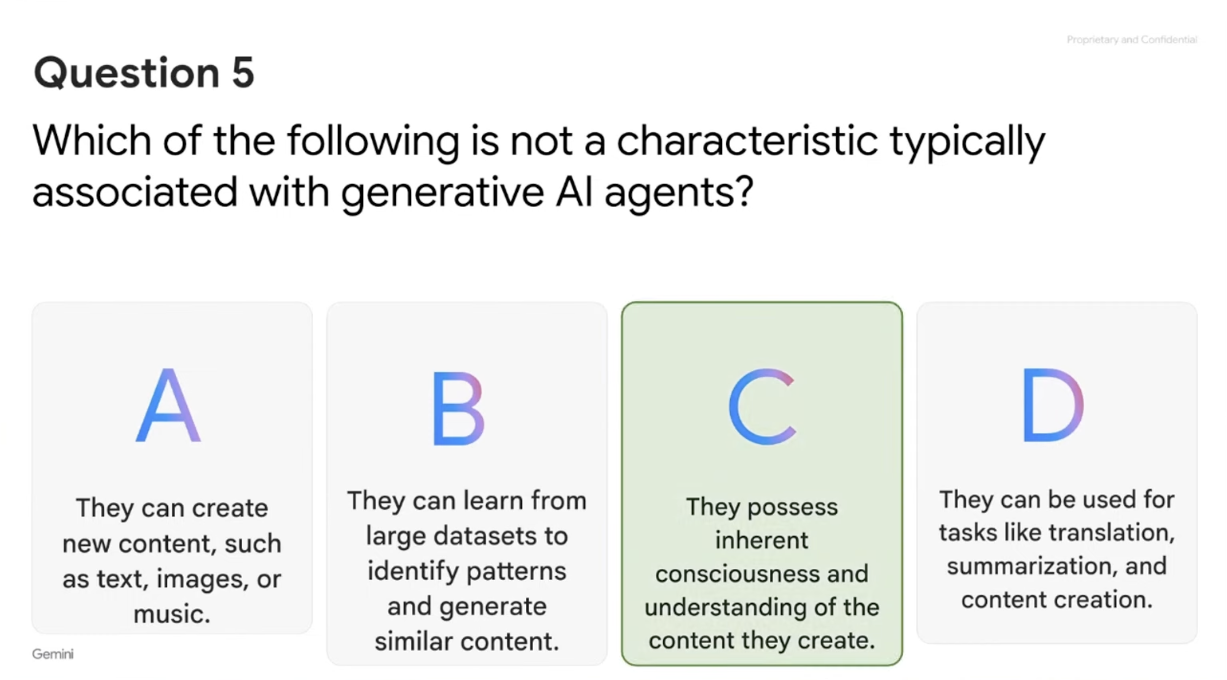 Proprietary and Confidential
Question 5
Which of the following is not a characteristic typically
associated with generative AI agents?
A
They can create
new content, such
as text, images, or
music.
B
They can learn from
large datasets to
identify patterns
and generate
similar content.
C
They possess
inherent
consciousness and
understanding of the
content they create.
D
They can be used for
tasks like translation,
summarization, and
content creation.
Gemini